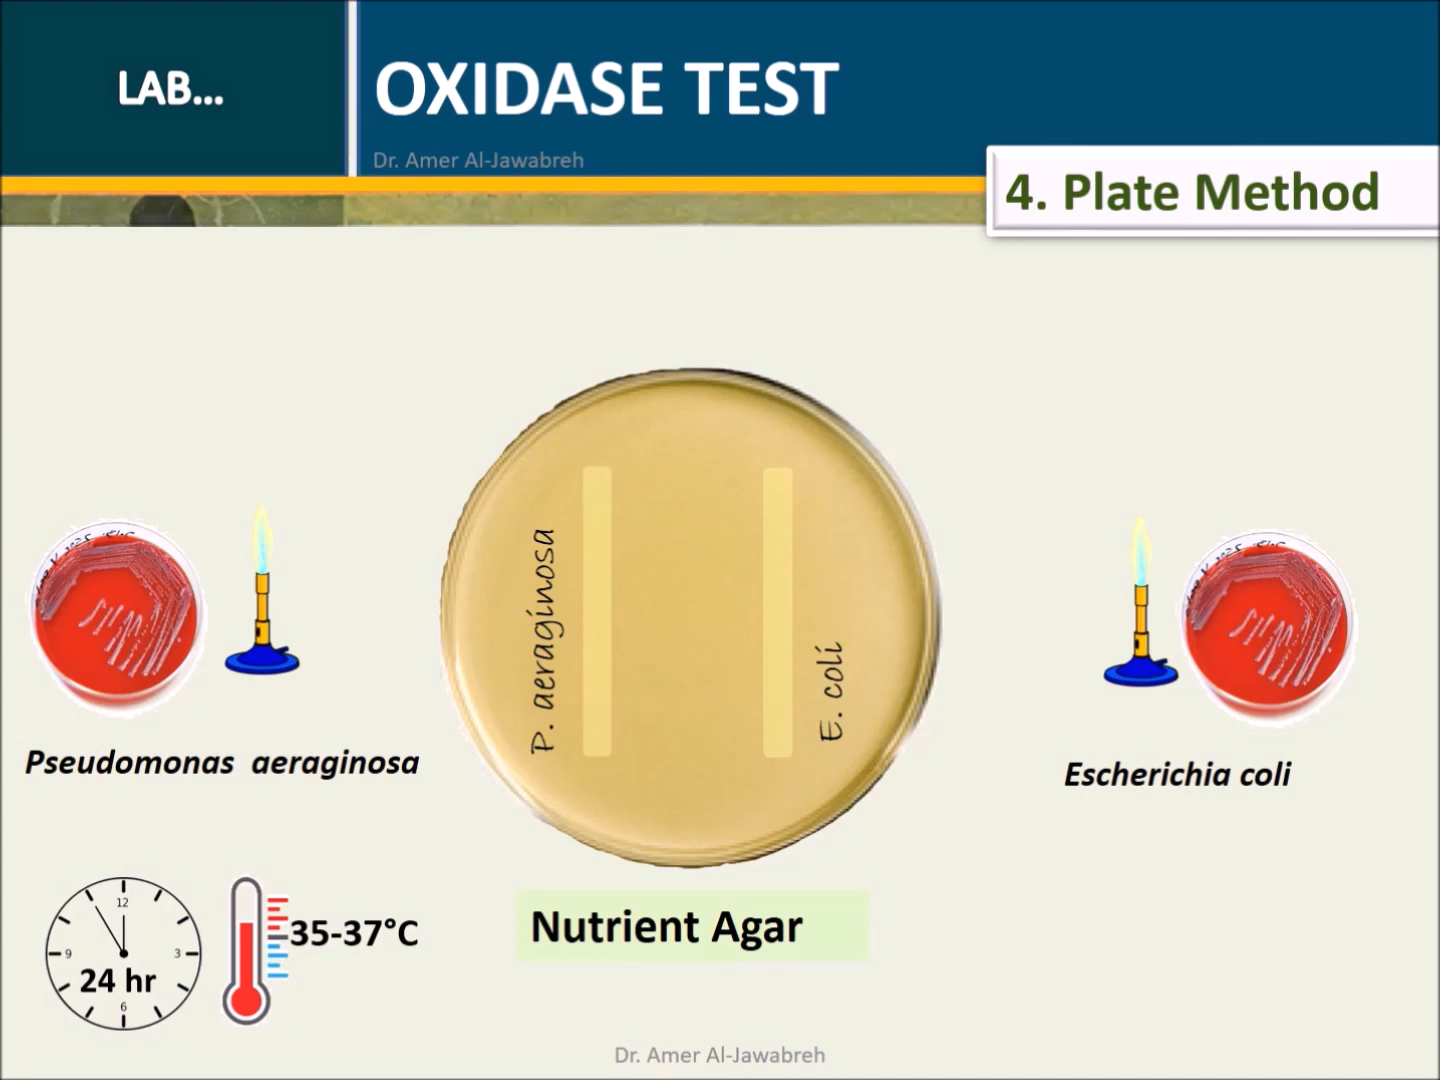 LAB...
OXIDASE TEST
Dr. Amer Al-Jawabreh
4. Plate Method
P. aeraginosa
E. coli
Pseudomonas aeraginosa
Escherichia coli
12
3
6
9
24 hr
35-37°C
Nutrient Agar
Dr. Amer Al-Jawabreh